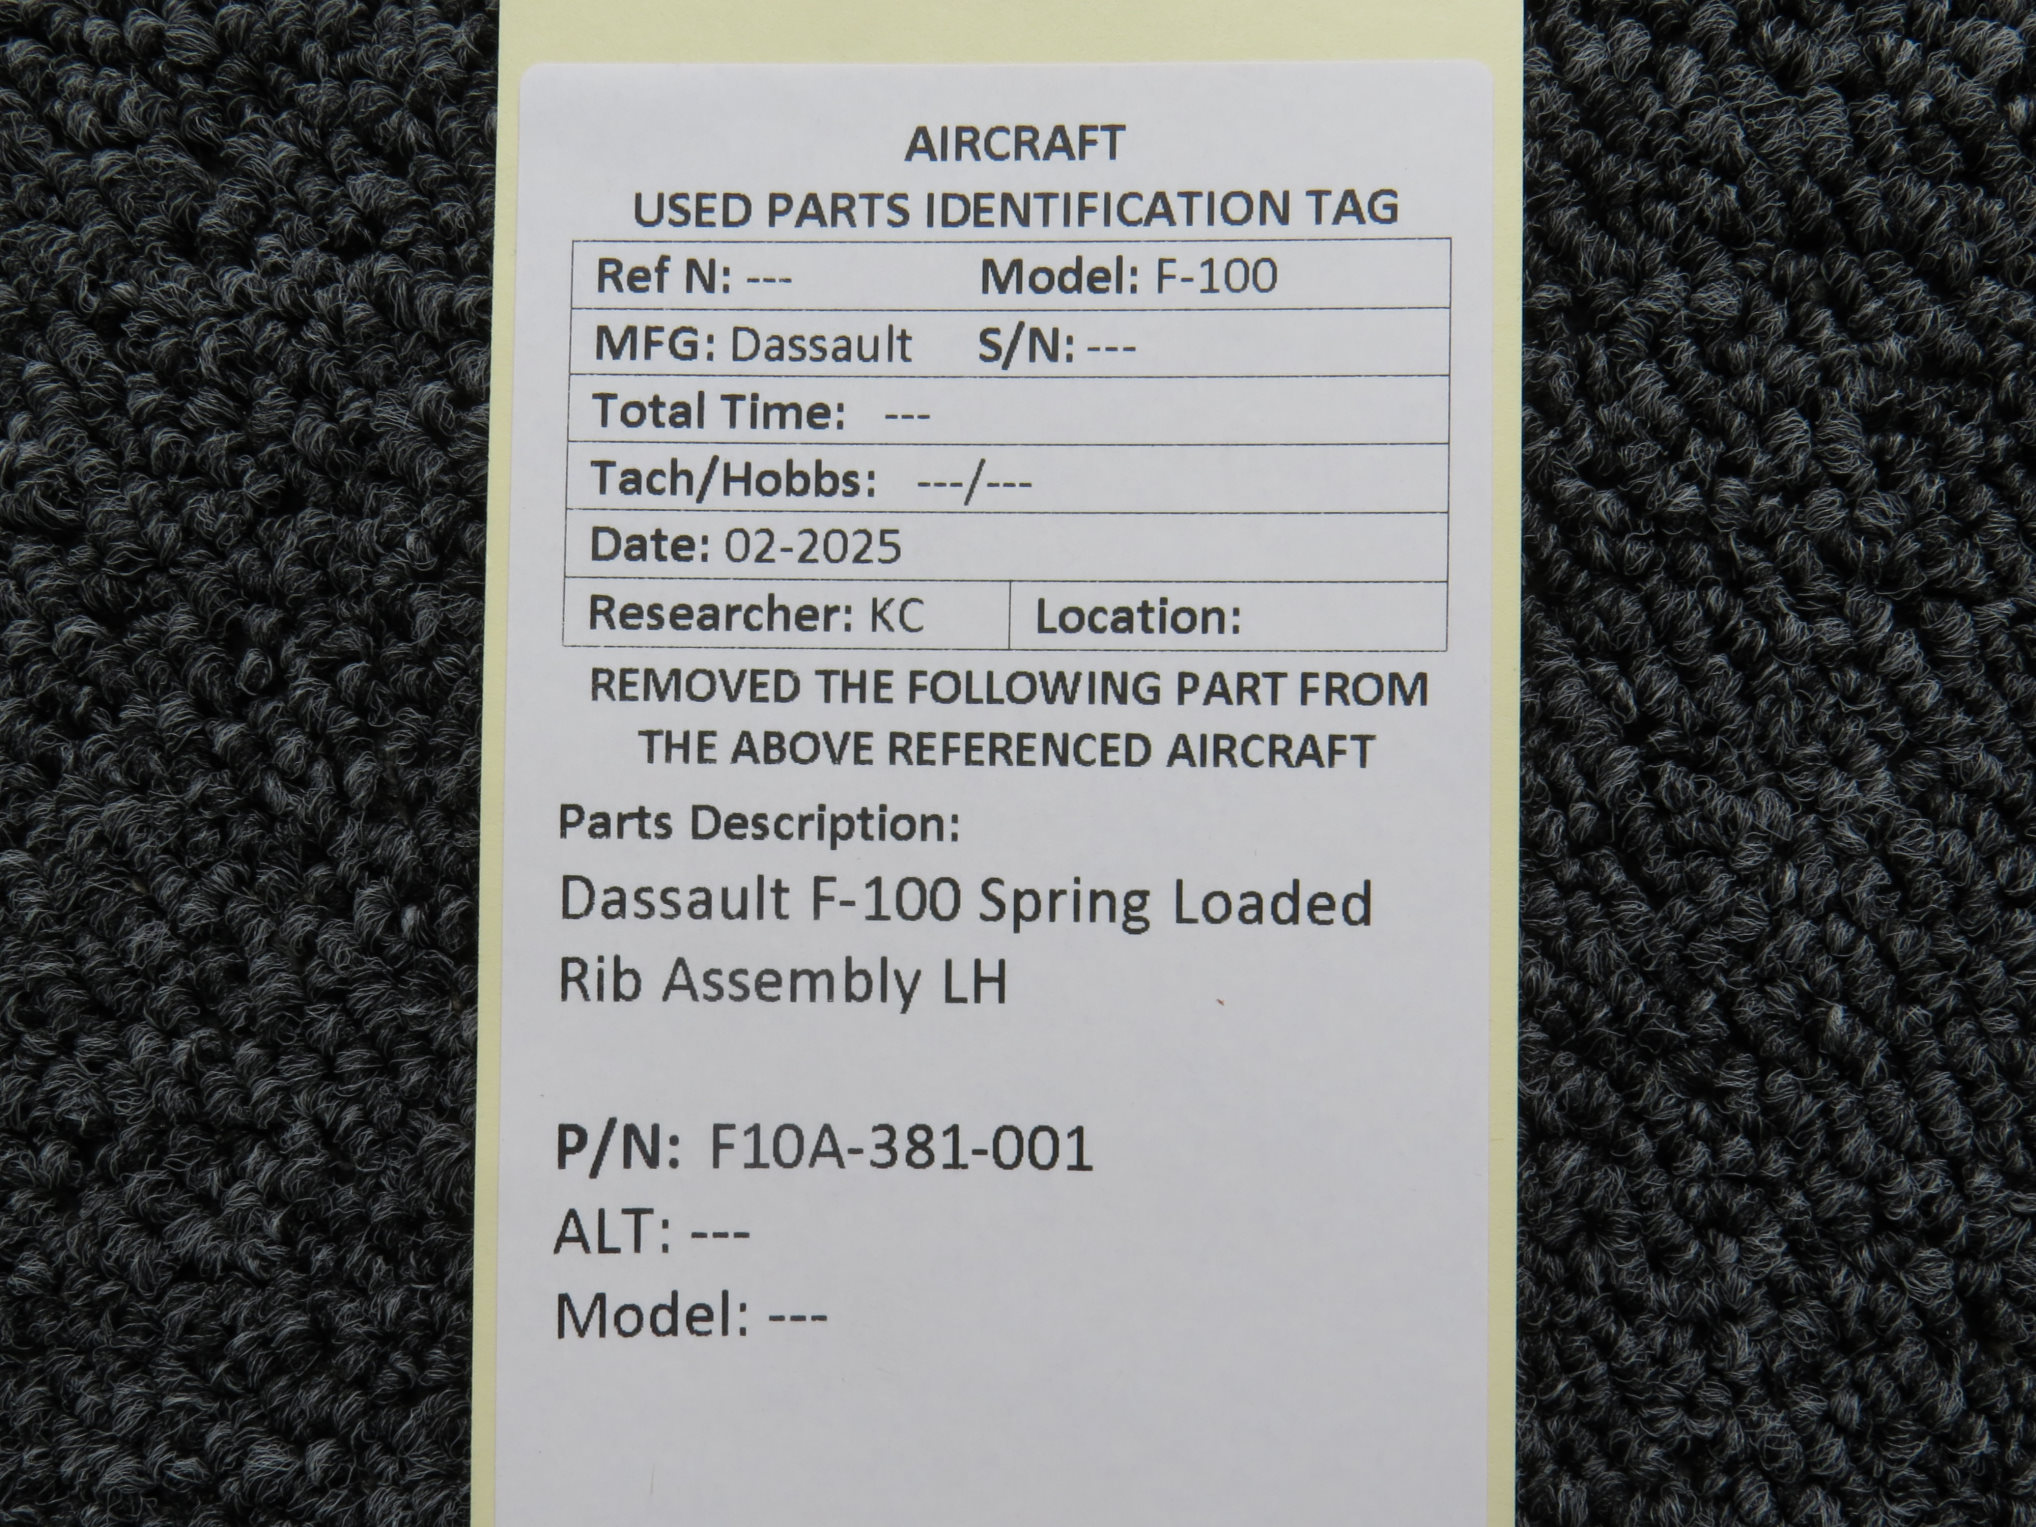 AIRCRAFT
USED PARTS IDENTIFICATION TAG
Ref N: --- Model: F-100
MFG: Dassault S/N: ---
Total Time: ---
Tach/Hobbs: ---/---
Date: 02-2025
Researcher: KC Location:
REMOVED THE FOLLOWING PART FROM
THE ABOVE REFERENCED AIRCRAFT
Parts Description:
Dassault F-100 Spring Loaded
Rib Assembly LH
P/N: F10A-381-001
ALT: ---
Model: ---